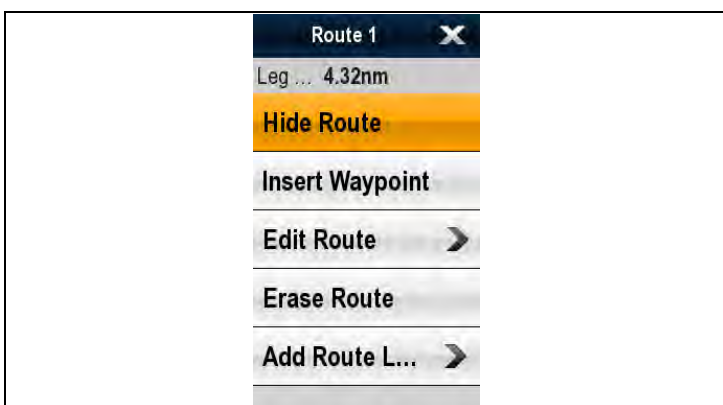 Route 1
Leg ... 4.32nm
Hide Route
Insert Waypoint
Edit Route
Erase Route
Add Route L...